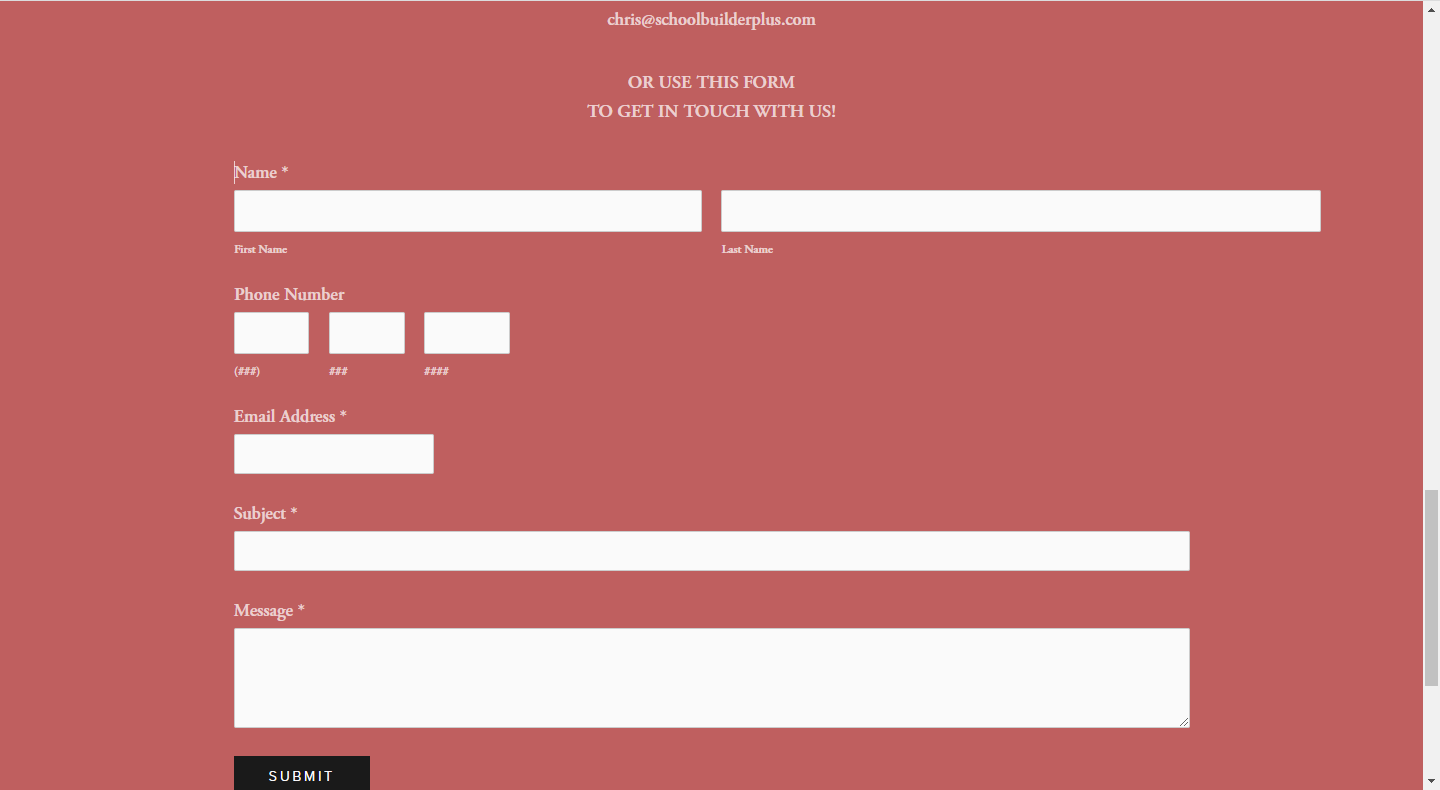 chris@schoolbuilderplus.com
OR USE THIS FORM
TO GET IN TOUCH WITH US!
Name *
First Name Last Name
Phone Number
(###) ### ####
Email Address *
Subject *
Message *
SUBMIT